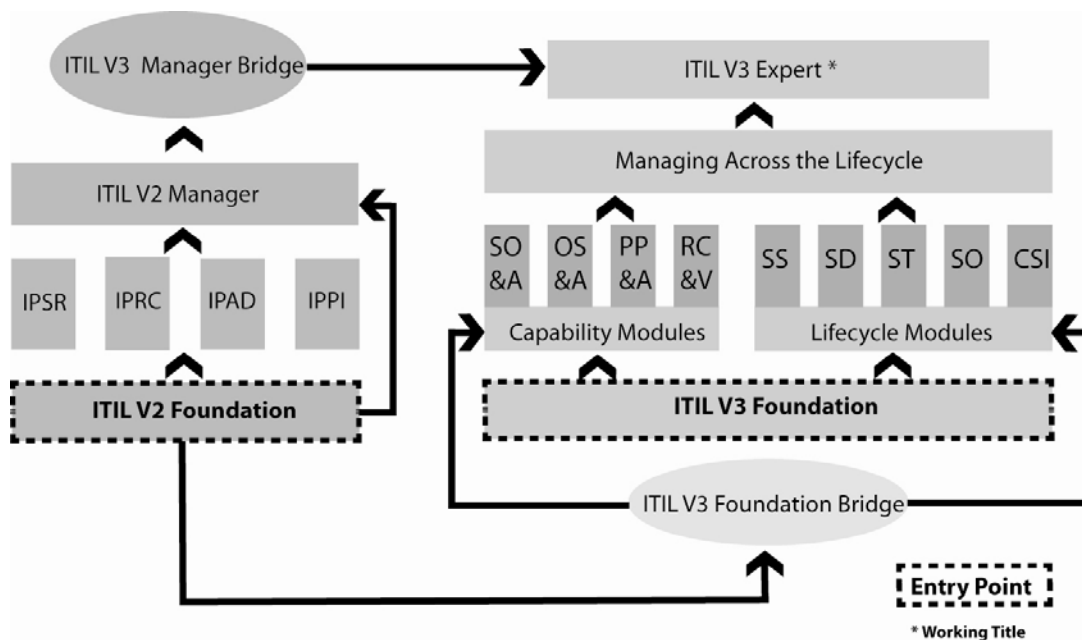 ITIL V3 Manager Bridge
ITIL V3 Expert *
Managing Across the Lifecycle
ITIL V2 Manager
SO
&A
OS
&A
PP
&A
RC
&V
SS
SD
ST
SO
CSI
IPSR
IPRC
IPAD
IPPI
Capability Modules
Lifecycle Modules
ITIL V2 Foundation
ITIL V3 Foundation
ITIL V3 Foundation Bridge
Entry Point
* Working Title